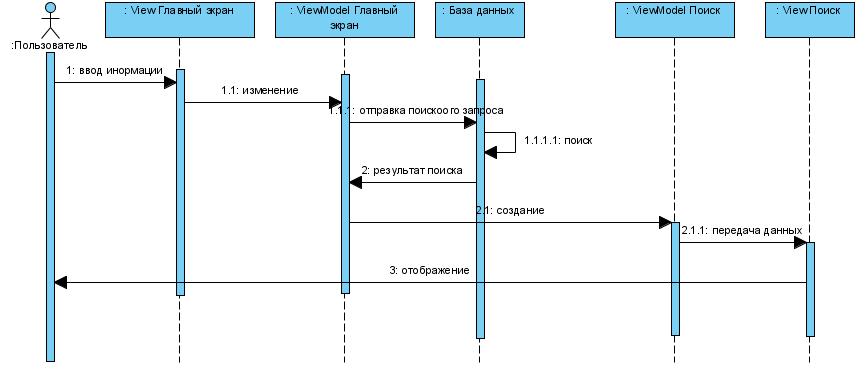 : View Главный экран
: ViewModel Главный
экран
: База данных
: ViewModel Поиск
: View Поиск
:Пользователь
1: ввод инормации
1.1: изменение
1.1.1: отправка поискоого запроса
1.1.1.1: поиск
2: результат поиска
2.1: создание
2.1.1: передача данных
3: отображение